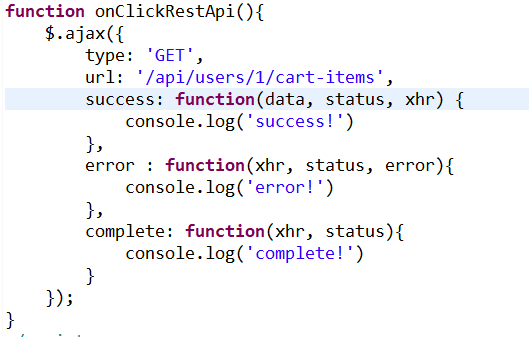 function onClickRestApi(){
    $.ajax({
        type: 'GET',
        url: '/api/users/1/cart-items',
        success: function(data, status, xhr) {
            console.log('success!')
        },
        error : function(xhr, status, error){
            console.log('error!')
        },
        complete: function(xhr, status){
            console.log('complete!')
        }
    });
}